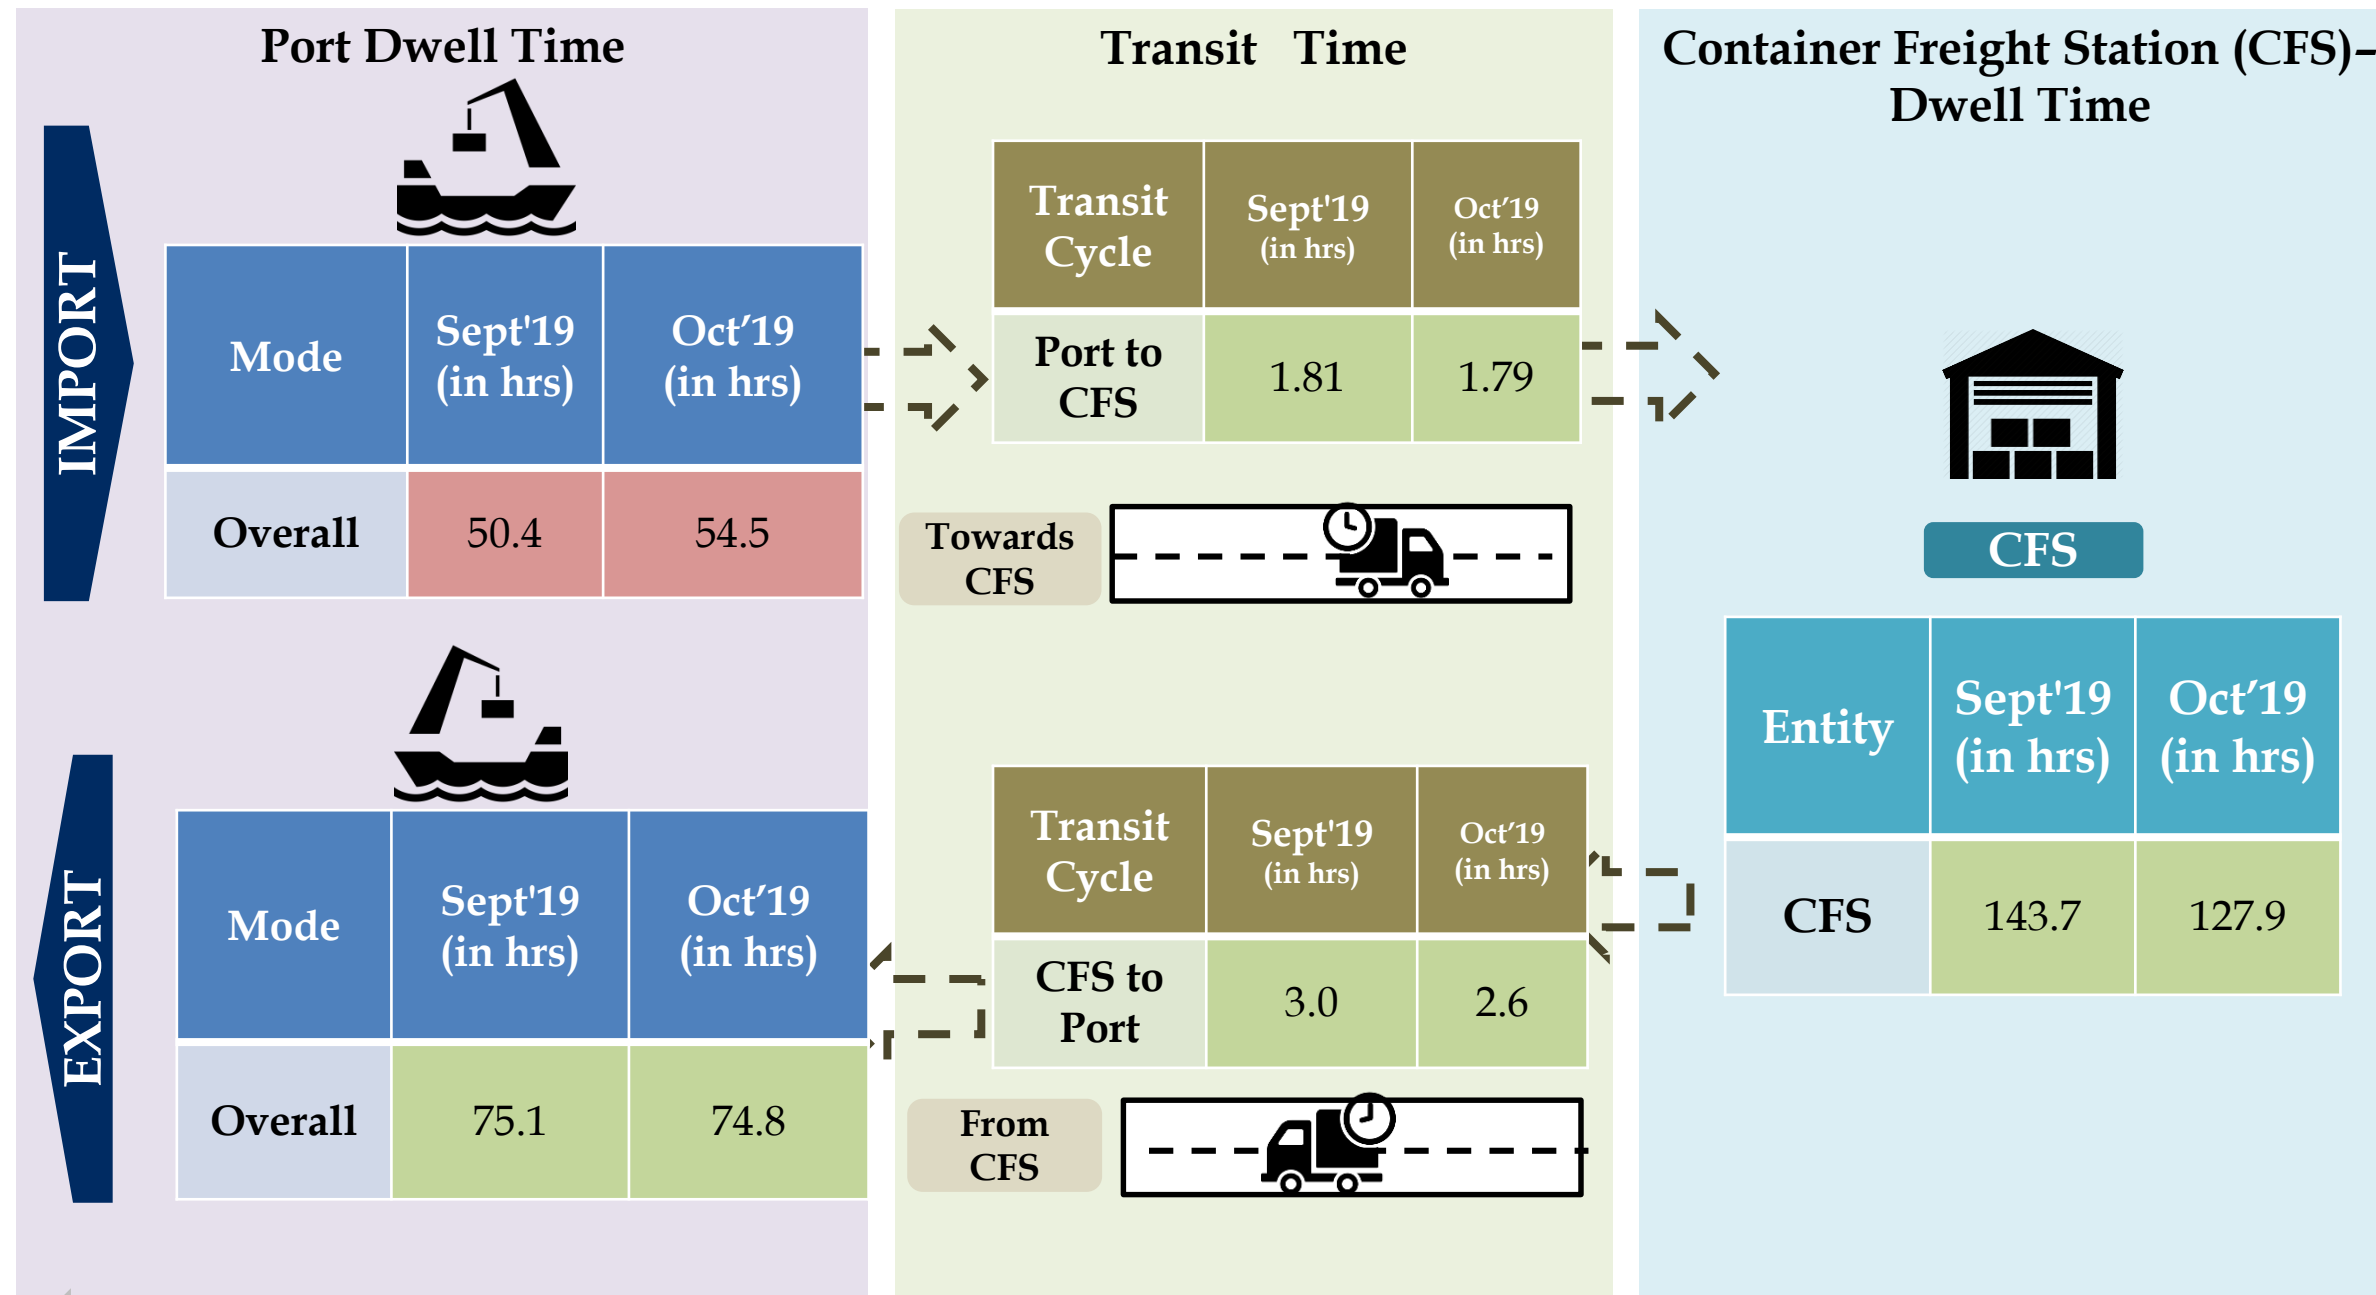 Port Dwell Time
IMPORT
Mode
Sept'19
(in hrs)
Oct’19
(in hrs)
Overall
50.4
54.5
EXPORT
Mode
Sept'19
(in hrs)
Oct’19
(in hrs)
Overall
75.1
74.8
Transit Time
Transit
Cycle
Sept'19
(in hrs)
Oct’19
(in hrs)
Port to
CFS
1.81
1.79
Towards
CFS
Transit
Cycle
Sept'19
(in hrs)
Oct’19
(in hrs)
CFS to
Port
3.0
2.6
From
CFS
Container Freight Station (CFS)–
Dwell Time
CFS
Entity
Sept'19
(in hrs)
Oct’19
(in hrs)
CFS
143.7
127.9